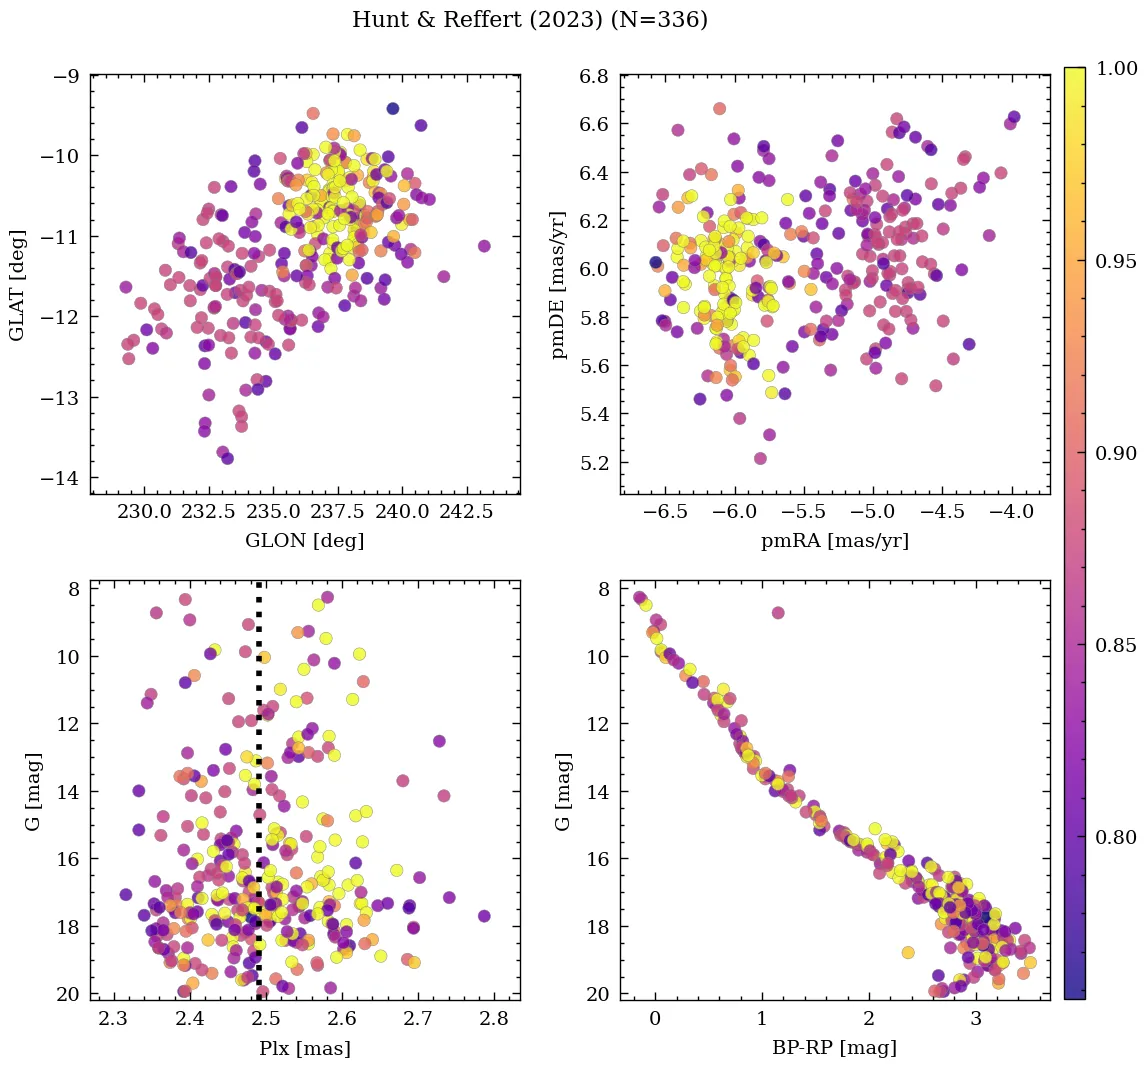 Hunt & Reffert (2023) (N=336)
−9
−10
−11
−12
−13
−14
GLAT [deg]
230.0 232.5 235.0 237.5 240.0 242.5
GLON [deg]
6.8
6.6
6.4
6.2
6.0
5.8
5.6
5.4
5.2
pmDE [mas/yr]
−6.5 −6.0 −5.5 −5.0 −4.5 −4.0
pmRA [mas/yr]
1.00
0.95
0.90
0.85
0.80
8
10
12
14
16
18
20
G [mag]
2.3 2.4 2.5 2.6 2.7 2.8
Plx [mas]
8
10
12
14
16
18
20
G [mag]
0 1 2 3
BP-RP [mag]